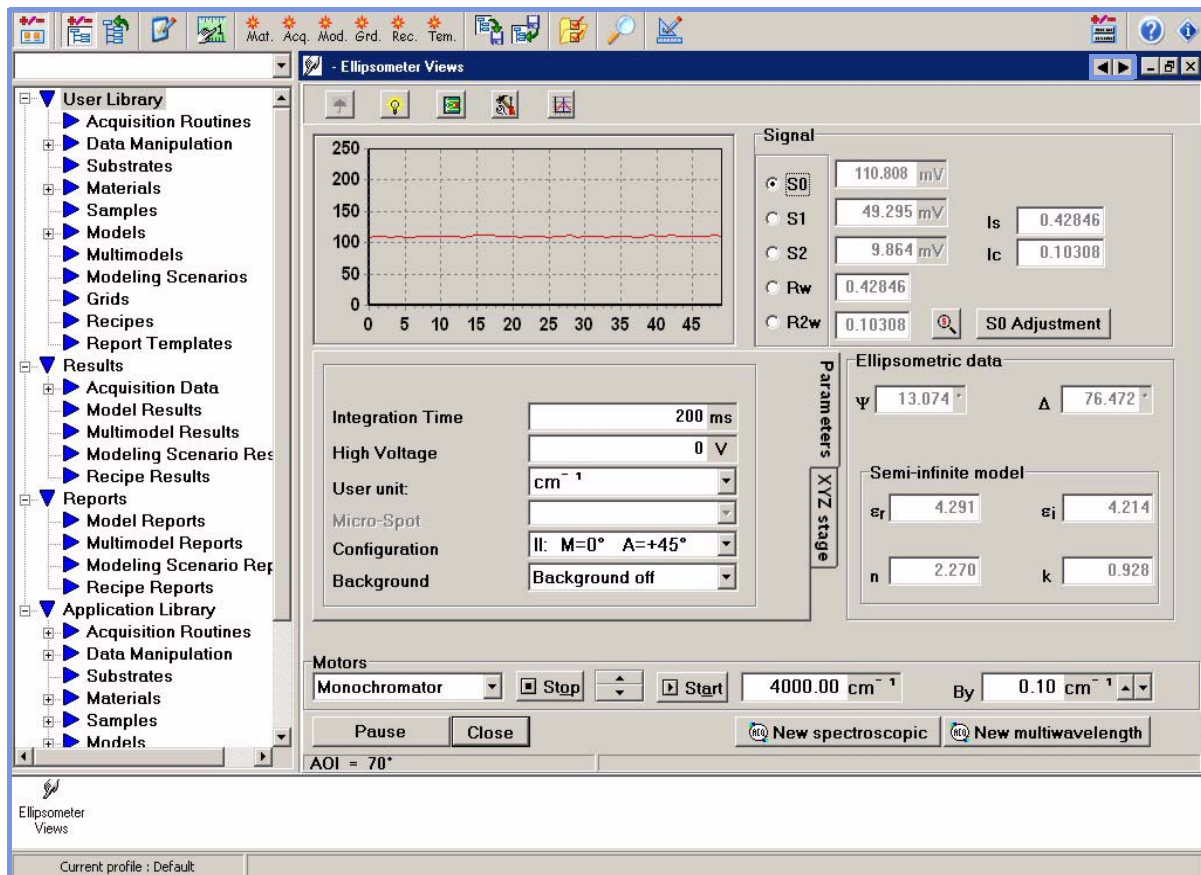 Mat. Acq. Mod. Grd. Rec. Tem.
- Ellipsometer Views
User Library
Acquisition Routines
Data Manipulation
Substrates
Materials
Samples
Models
Multimodels
Modeling Scenarios
Grids
Recipes
Report Templates
Results
Acquisition Data
Model Results
Multimodel Results
Modeling Scenario Res
Recipe Results
Reports
Model Reports
Multimodel Reports
Modeling Scenario Rep
Recipe Reports
Application Library
Acquisition Routines
Data Manipulation
Substrates
Materials
Samples
Models
250
200
150
100
50
0
0 5 10 15 20 25 30 35 40 45
Signal
S0 110.808 mV
S1 49.295 mV
S2 9.864 mV
Rw 0.42846
R2w 0.10308
Is 0.42846
Ic 0.10308
S0 Adjustment
Integration Time 200 ms
High Voltage 0 V
User unit: cm⁻¹
Micro-Spot
Configuration II: M=0° A=+45°
Background Background off
Parameters
XYZ stage
Ellipsometric data
Ψ 13.074 ° Δ 76.472 °
Semi-infinite model
εr 4.291 εi 4.214
n 2.270 k 0.928
Motors
Monochromator Stop Start 4000.00 cm⁻¹ By 0.10 cm⁻¹
Pause Close ACQ New spectroscopic ACQ New multiwavelength
AOI = 70°
Ellipsometer
Views
Current profile : Default